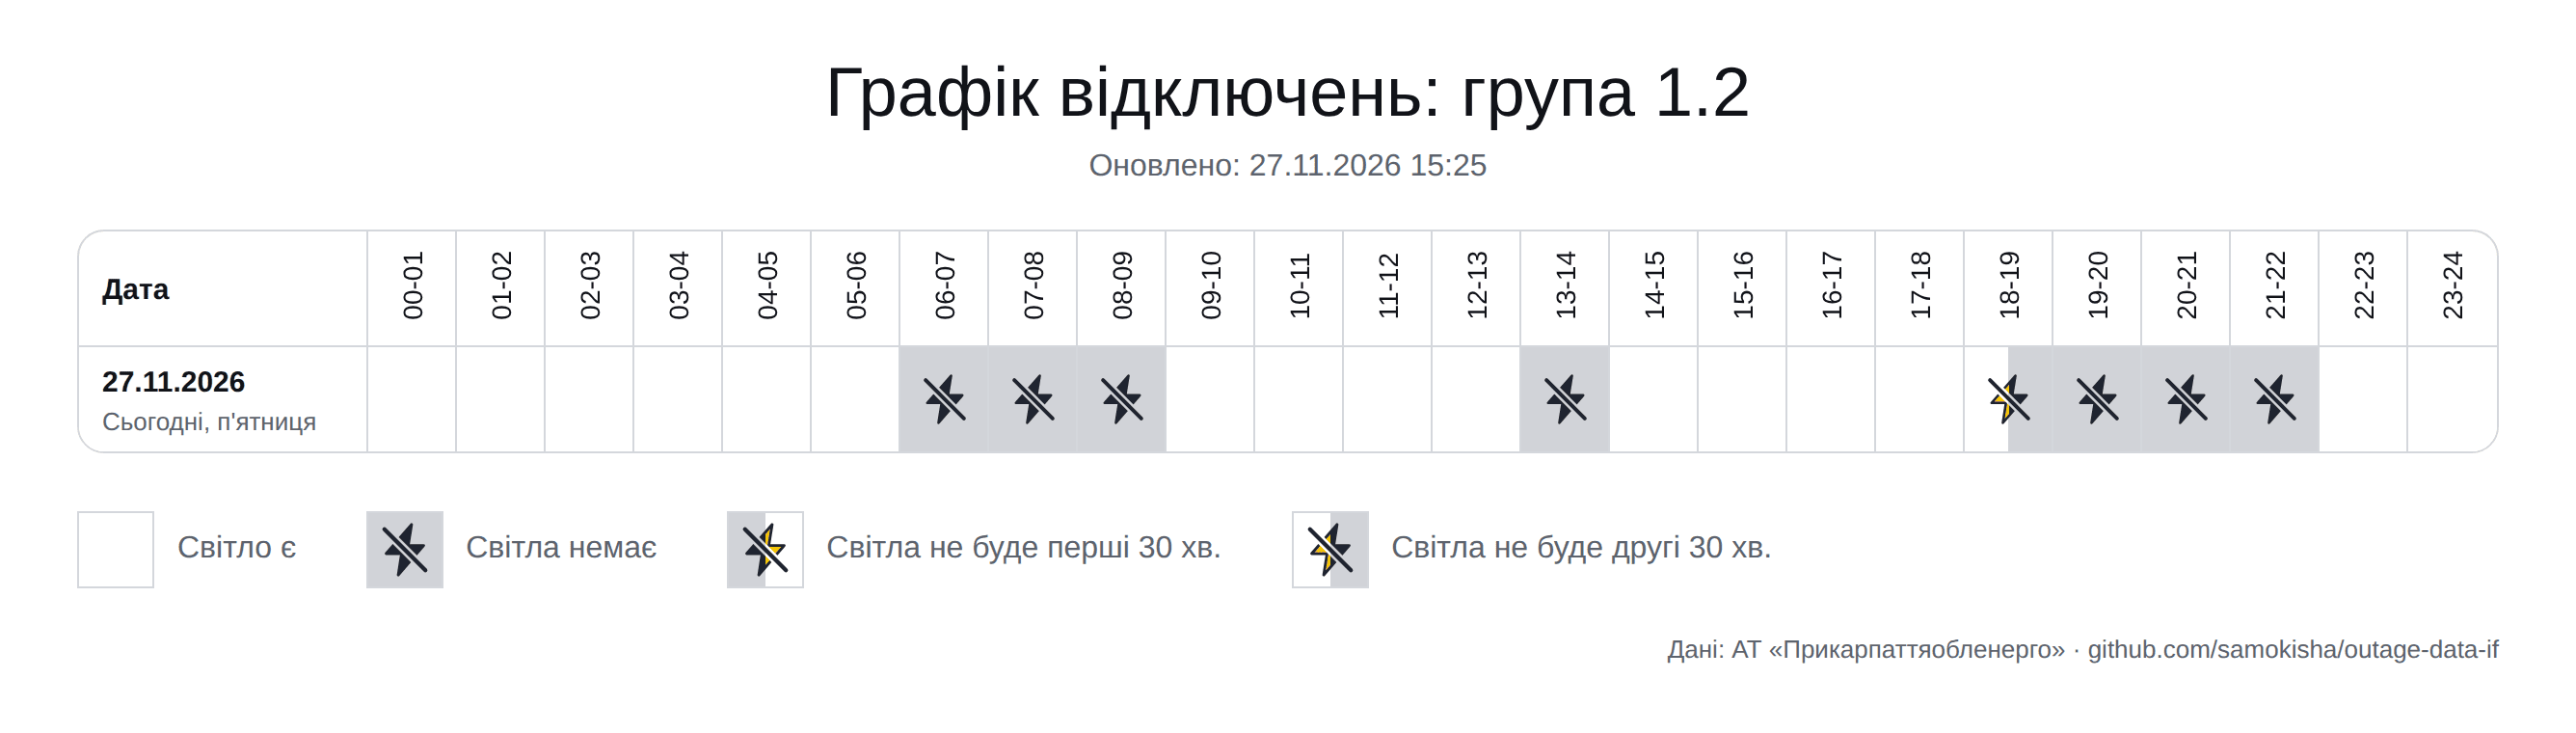 Графік відключень: група 1.2
Оновлено: 27.11.2026 15:25
Дата 00-01 01-02 02-03 03-04 04-05 05-06 06-07 07-08 08-09 09-10 10-11 11-12 12-13 13-14 14-15 15-16 16-17 17-18 18-19 19-20 20-21 21-22 22-23 23-24
27.11.2026
Сьогодні, п'ятниця
Світло є Світла немає Світла не буде перші 30 хв. Світла не буде другі 30 хв.
Дані: АТ «Прикарпаттяобленерго» · github.com/samokisha/outage-data-if